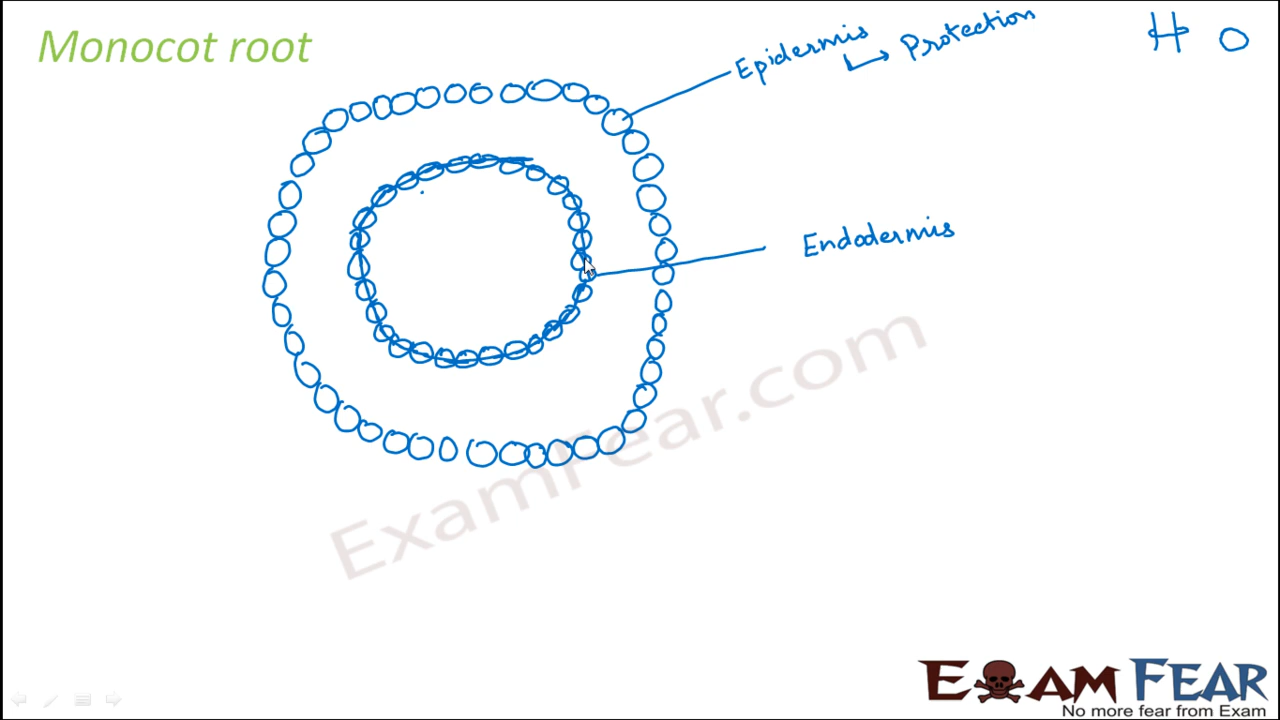 Monocot root
Epidermis
Protection
Endodermis
ExamFear.com
EXAM FEAR
No more fear from Exam